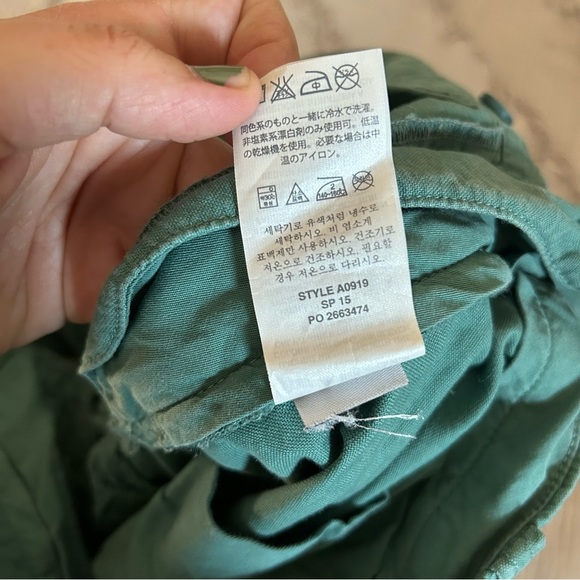 中
同色系のものと一緒に冷水で洗濯。
非塩素系漂白剤のみ使用可。低温
の乾燥機を使用。必要な場合は中
温のアイロン。
세탁기로 유색처럼 냉수로
세탁하십시오. 비 염소계
표백제만 사용하십시오. 건조기로
저온으로 건조하십시오. 필요할
경우 저온으로 다리십시오.
STYLE A0919
SP 15
PO 2663474